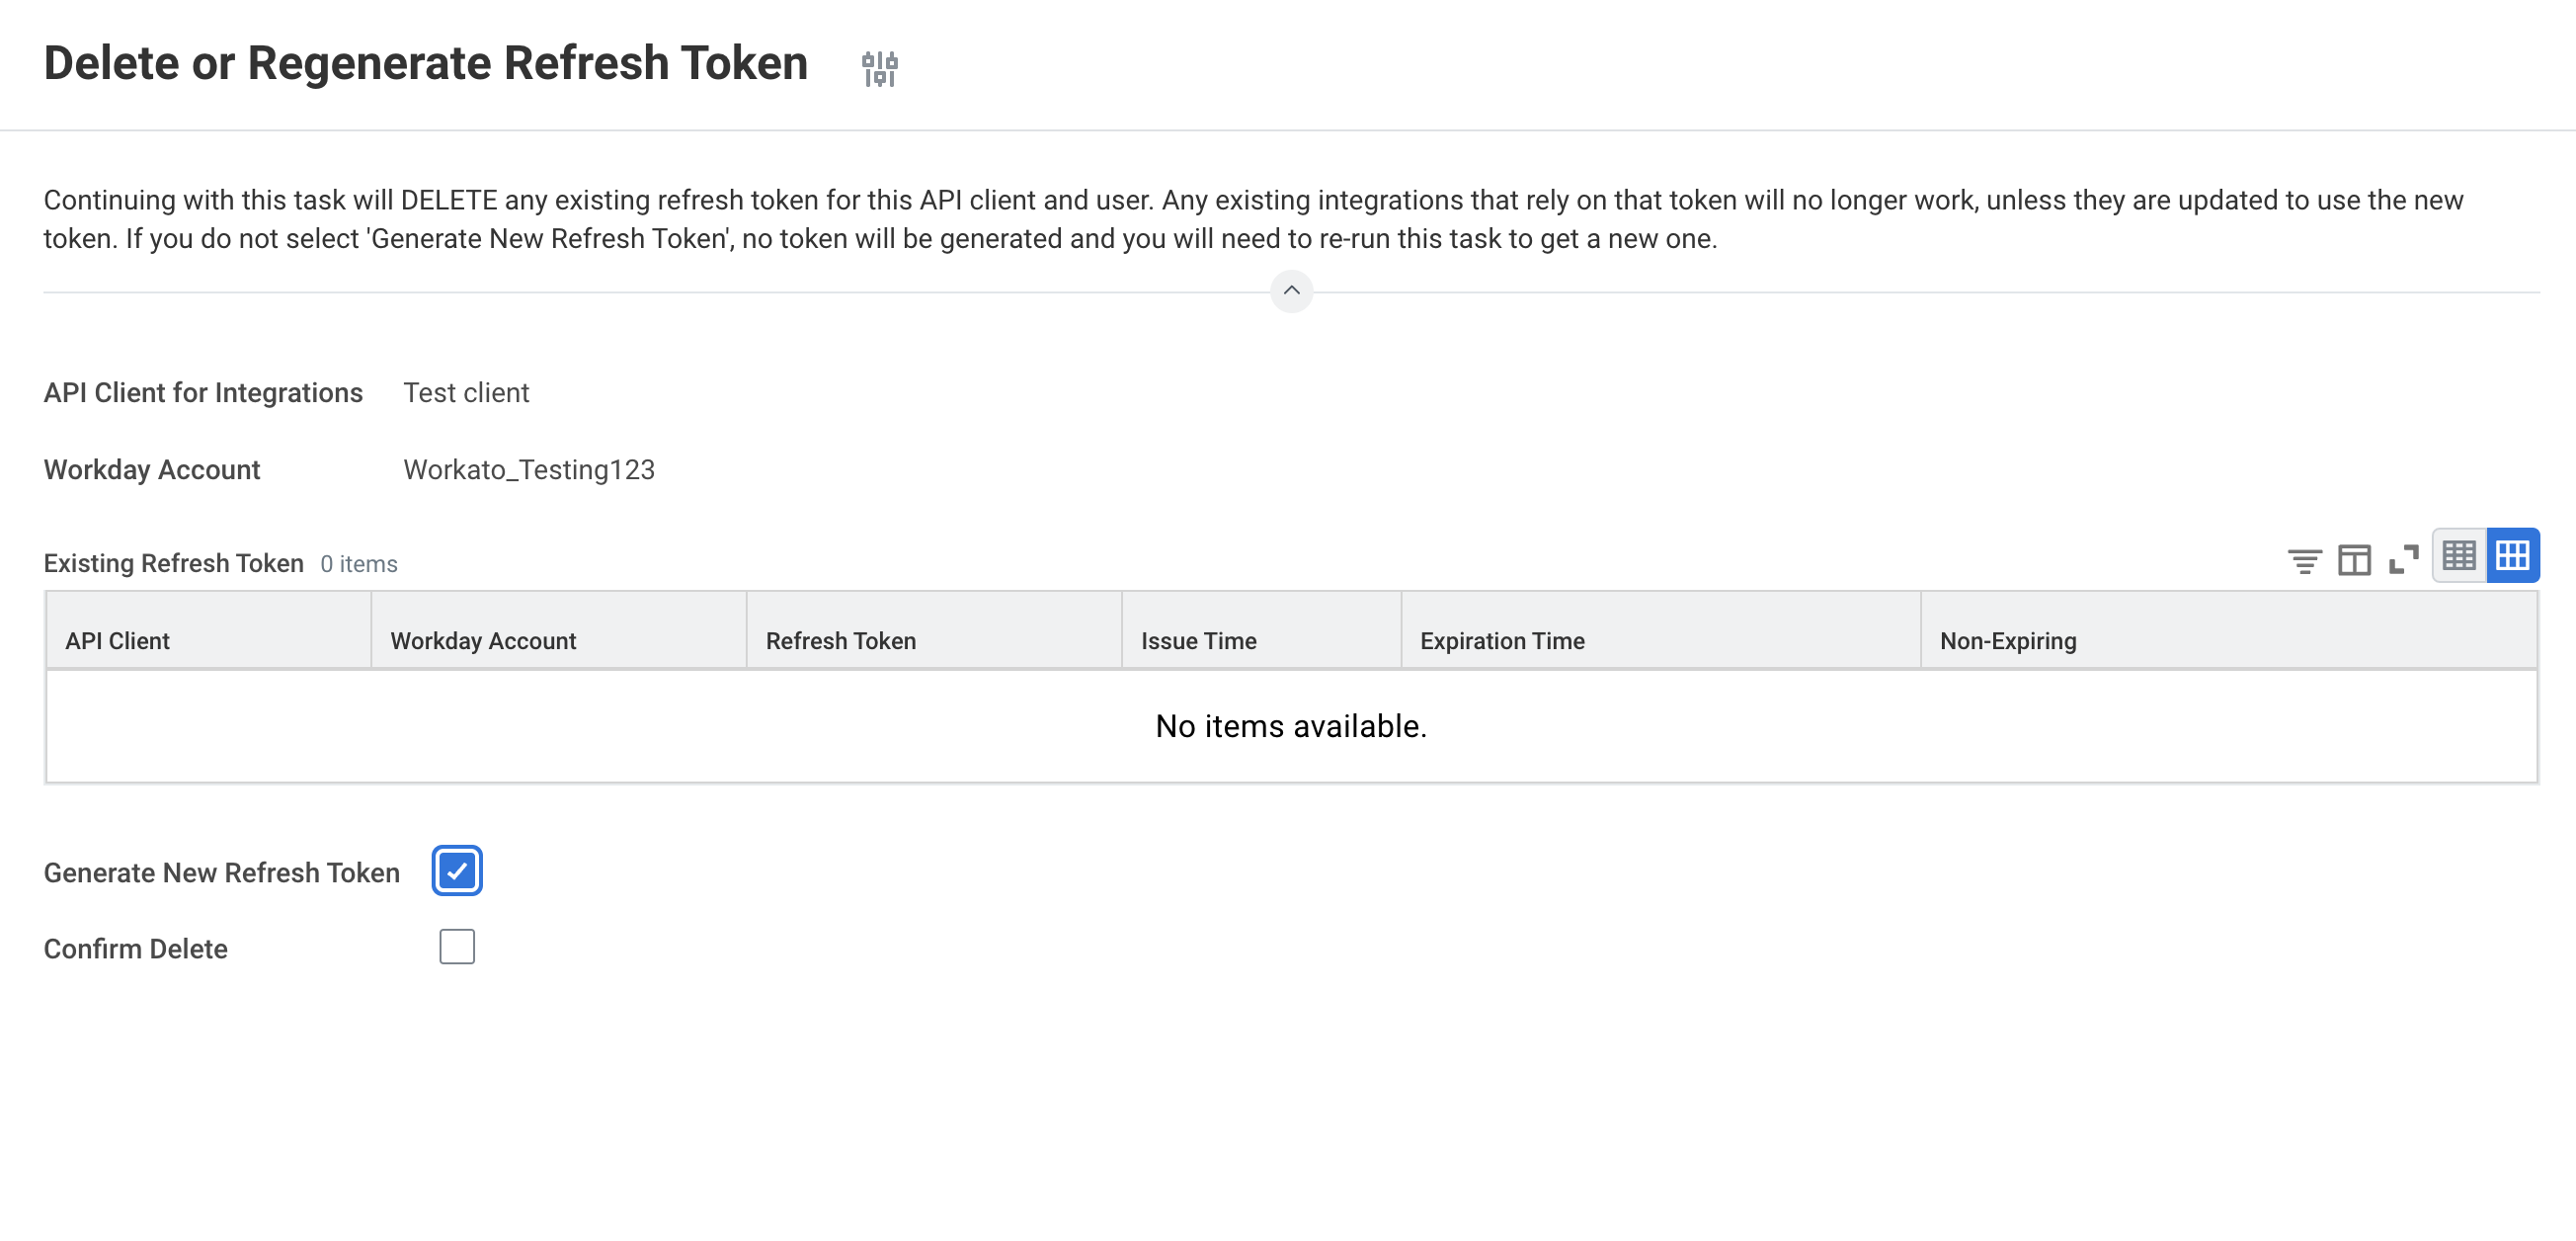 Delete or Regenerate Refresh Token
Continuing with this task will DELETE any existing refresh token for this API client and user. Any existing integrations that rely on that token will no longer work, unless they are updated to use the new
token. If you do not select 'Generate New Refresh Token', no token will be generated and you will need to re-run this task to get a new one.
API Client for Integrations Test client
Workday Account Workato_Testing123
Existing Refresh Token 0 items
API Client Workday Account Refresh Token Issue Time Expiration Time Non-Expiring
No items available.
Generate New Refresh Token
Confirm Delete